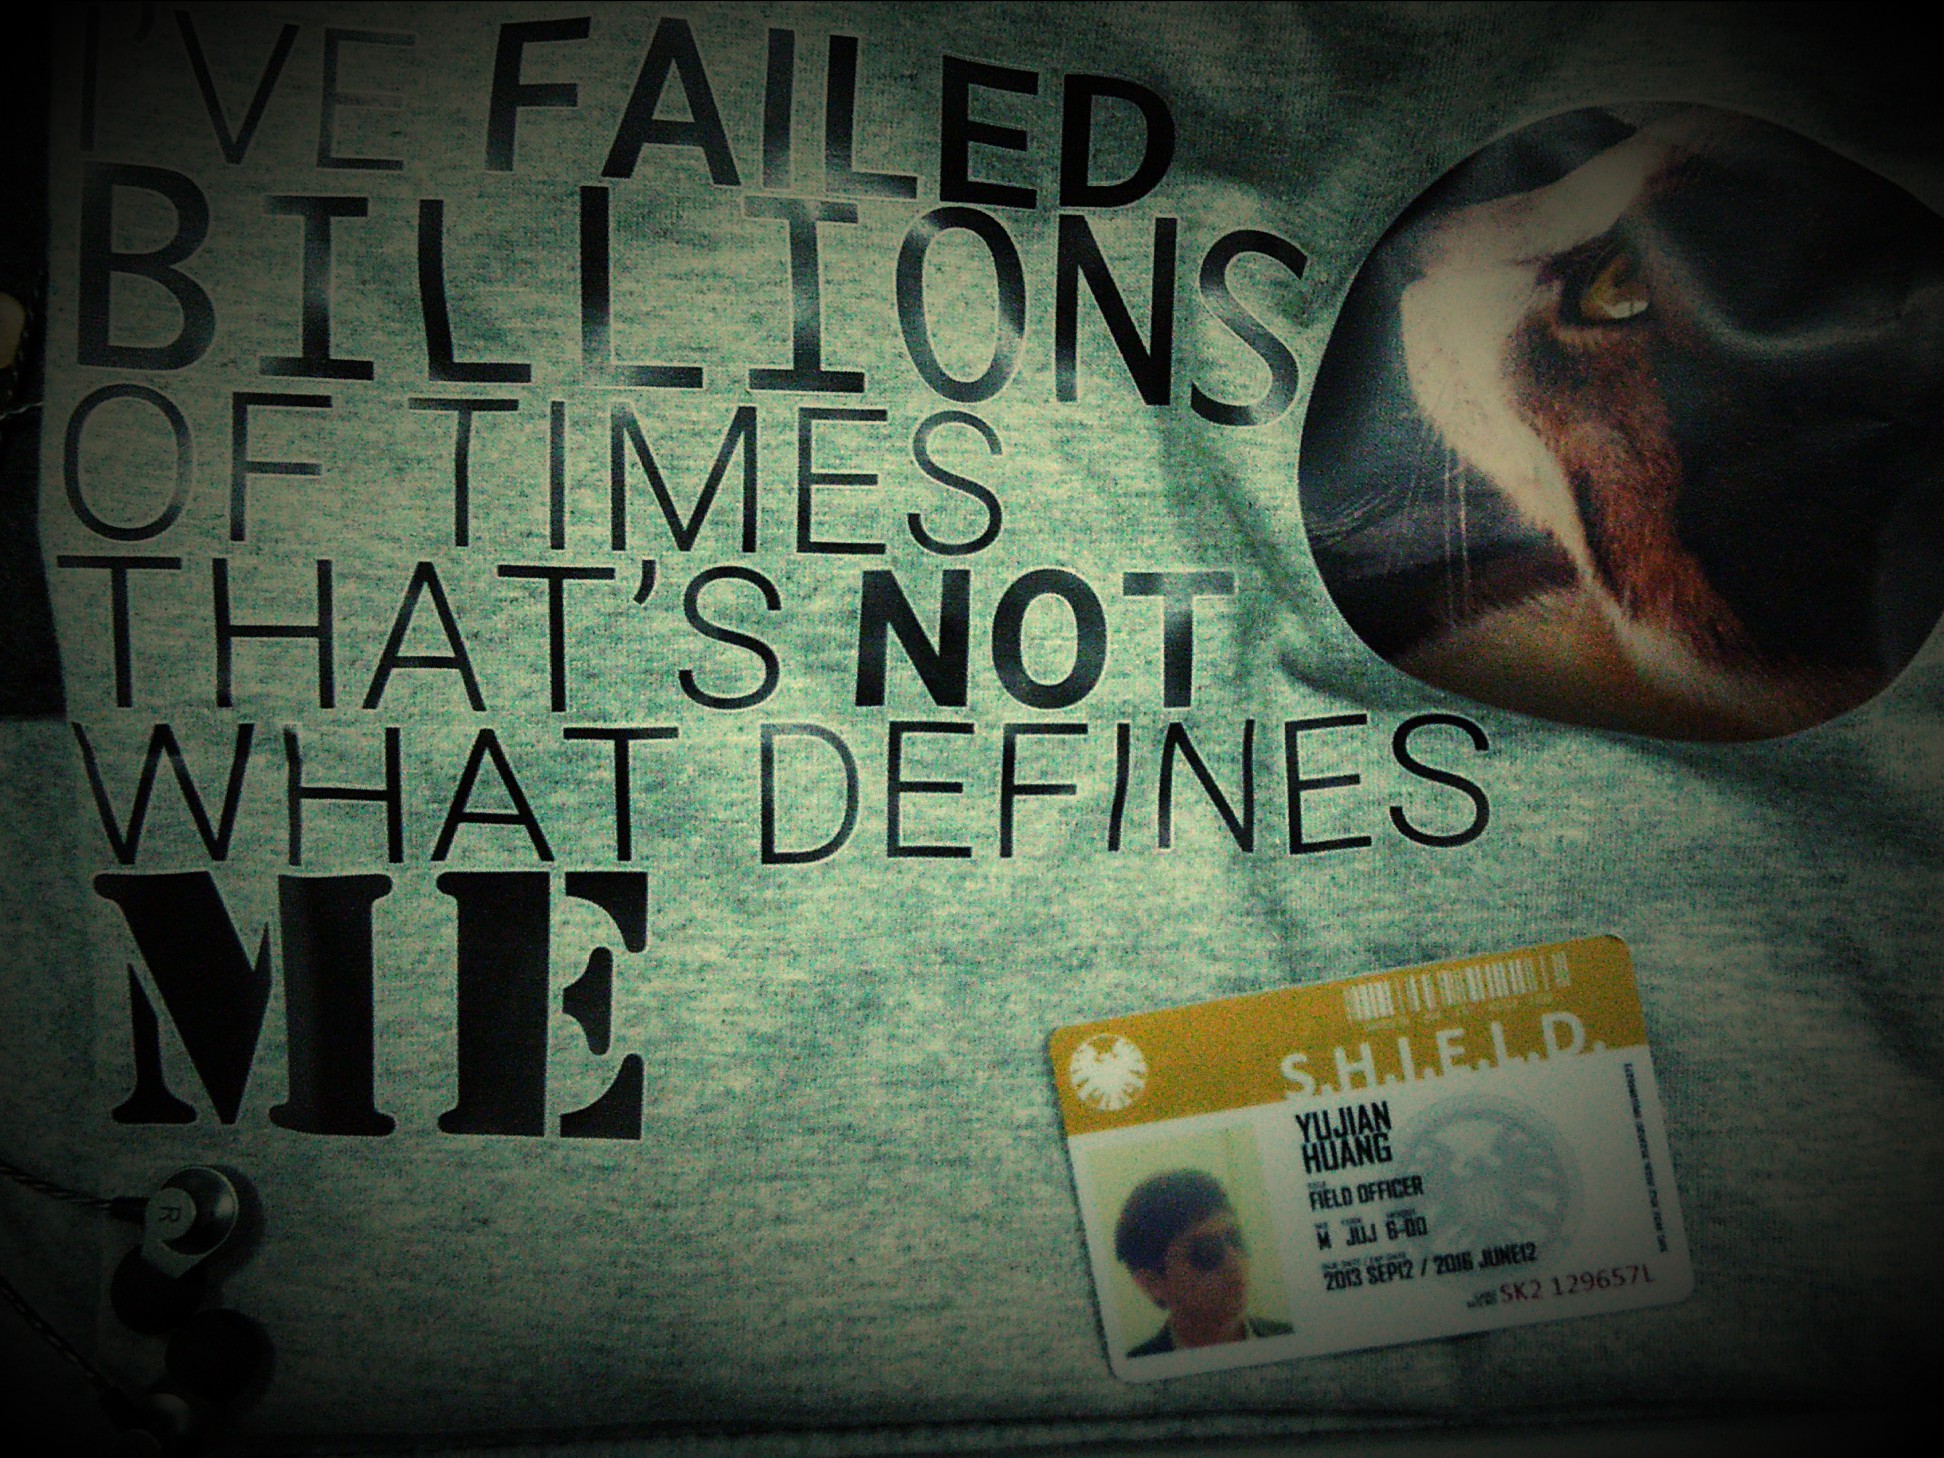 I'VE FAILED
BILLIONS
OF TIMES
THAT'S NOT
WHAT DEFINES
ME
R
S.H.I.E.L.D.
YUJIAN
HUANG
FIELD OFFICER
M JUJ 6-00
2013 SEP12 / 2016 JUNE12
SK2 129657L